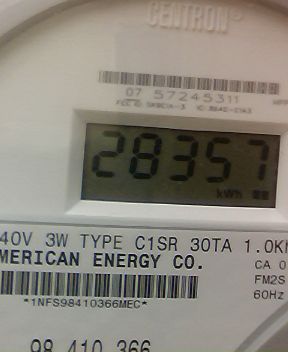 CENTRON®
07 57245311
28357
kWh
40V 3W TYPE C1SR 30TA 1.0K
MERICAN ENERGY CO.
CA 0
FM2S
60Hz
*1NFS98410366MEC*
98 410 366